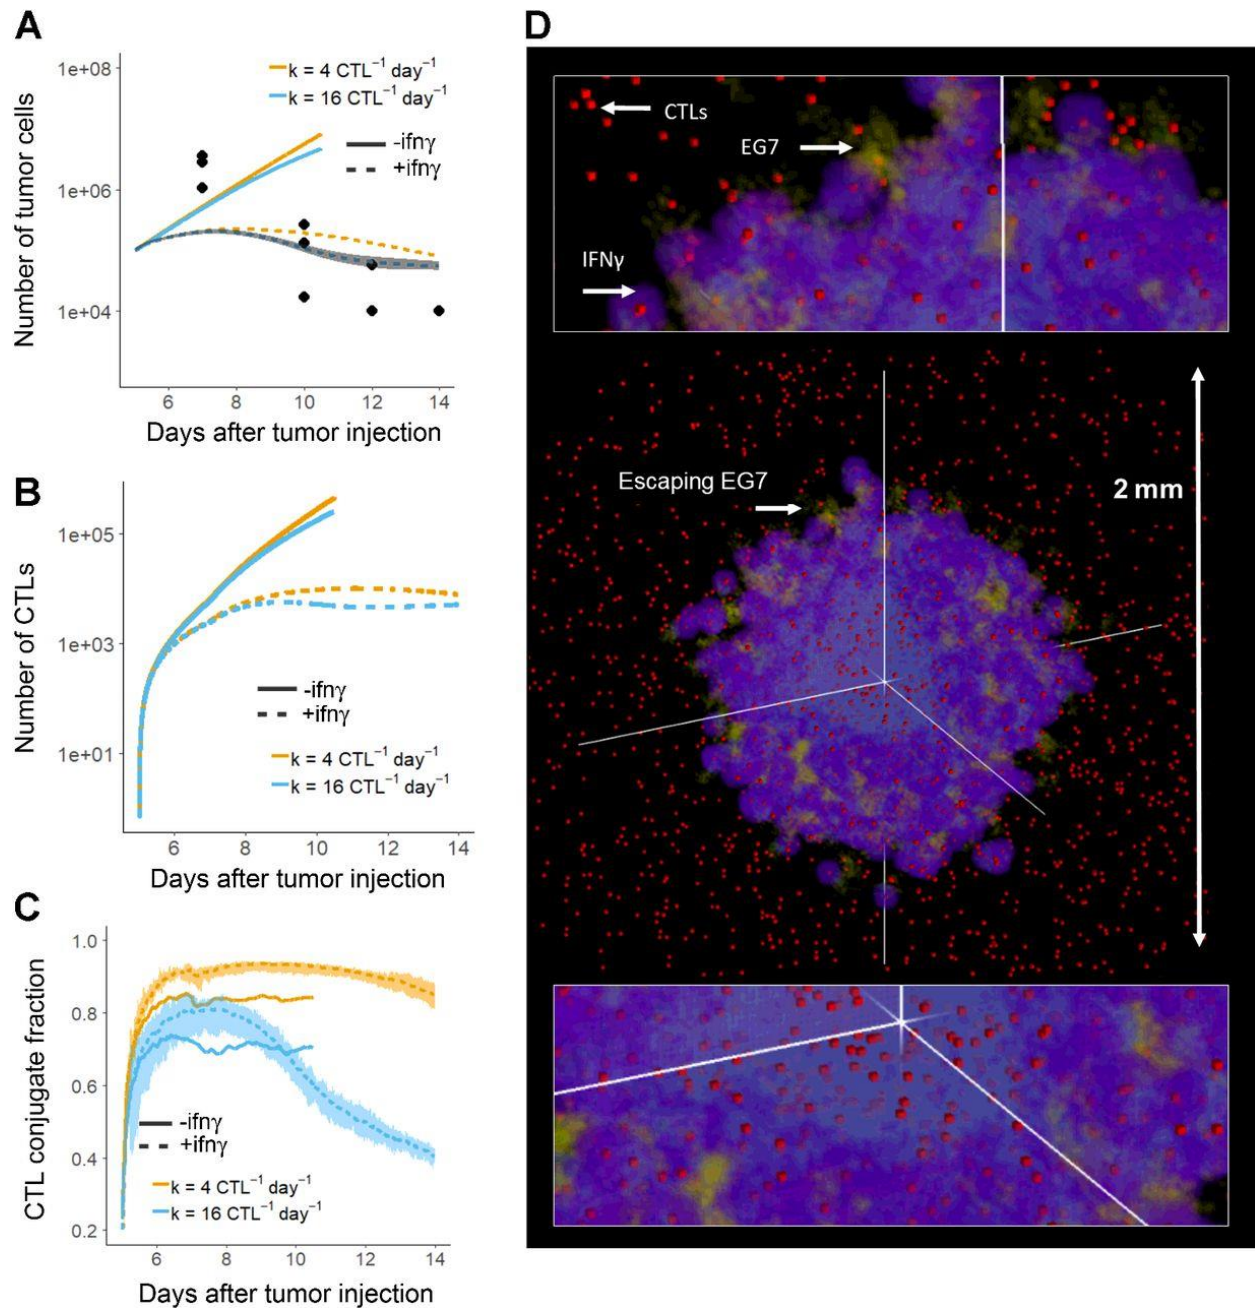 A
1e+08
1e+06
1e+04
Number of tumor cells
k = 4 CTL⁻¹ day⁻¹
k = 16 CTL⁻¹ day⁻¹
-ifnγ
+ifnγ
6 8 10 12 14
Days after tumor injection
B
1e+05
1e+03
1e+01
Number of CTLs
-ifnγ
+ifnγ
k = 4 CTL⁻¹ day⁻¹
k = 16 CTL⁻¹ day⁻¹
6 8 10 12 14
Days after tumor injection
C
1.0
0.8
0.6
0.4
0.2
CTL conjugate fraction
-ifnγ
+ifnγ
k = 4 CTL⁻¹ day⁻¹
k = 16 CTL⁻¹ day⁻¹
6 8 10 12 14
Days after tumor injection
D
CTLs
EG7
IFNγ
Escaping EG7
2 mm